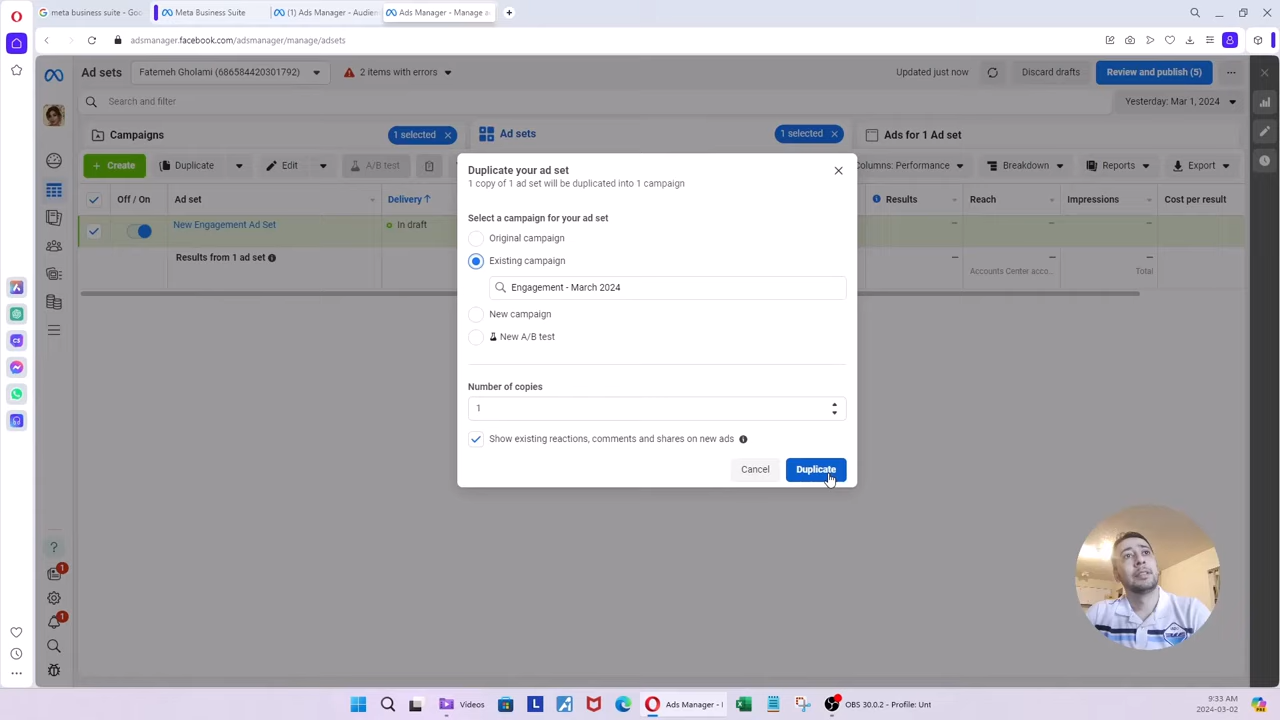 meta business suite - Goo
Meta Business Suite
(1) Ads Manager - Audien
Ads Manager - Manage a
adsmanager.facebook.com/adsmanager/manage/adsets
Ad sets
Fatemeh Gholami (686584420301792)
2 items with errors
Updated just now
Discard drafts
Review and publish (5)
Search and filter
Yesterday: Mar 1, 2024
Campaigns
1 selected
Ad sets
1 selected
Ads for 1 Ad set
+ Create
Duplicate
Edit
A/B test
Columns: Performance
Breakdown
Reports
Export
Off / On
Ad set
Delivery ↑
Results
Reach
Impressions
Cost per result
New Engagement Ad Set
In draft
—
—
—
Results from 1 ad set
—
—
—
Accounts Center acco...
Total
Duplicate your ad set
1 copy of 1 ad set will be duplicated into 1 campaign
Select a campaign for your ad set
Original campaign
Existing campaign
Engagement - March 2024
New campaign
New A/B test
Number of copies
1
Show existing reactions, comments and shares on new ads
Cancel
Duplicate
1
1
Videos
Ads Manager - I
OBS 30.0.2 - Profile: Unt
9:33 AM
2024-03-02